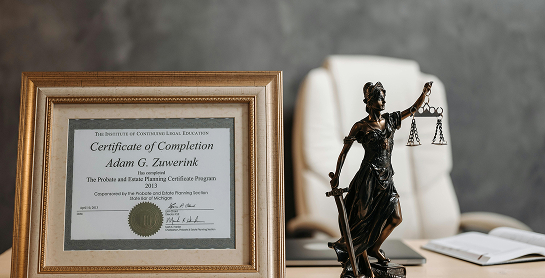 THE INSTITUTE OF CONTINUING LEGAL EDUCATION
Certificate of Completion
Adam G. Zuwerink
Has completed
The Probate and Estate Planning Certificate Program
2013
Cosponsored by the Probate and Estate Planning Section
State Bar of Michigan